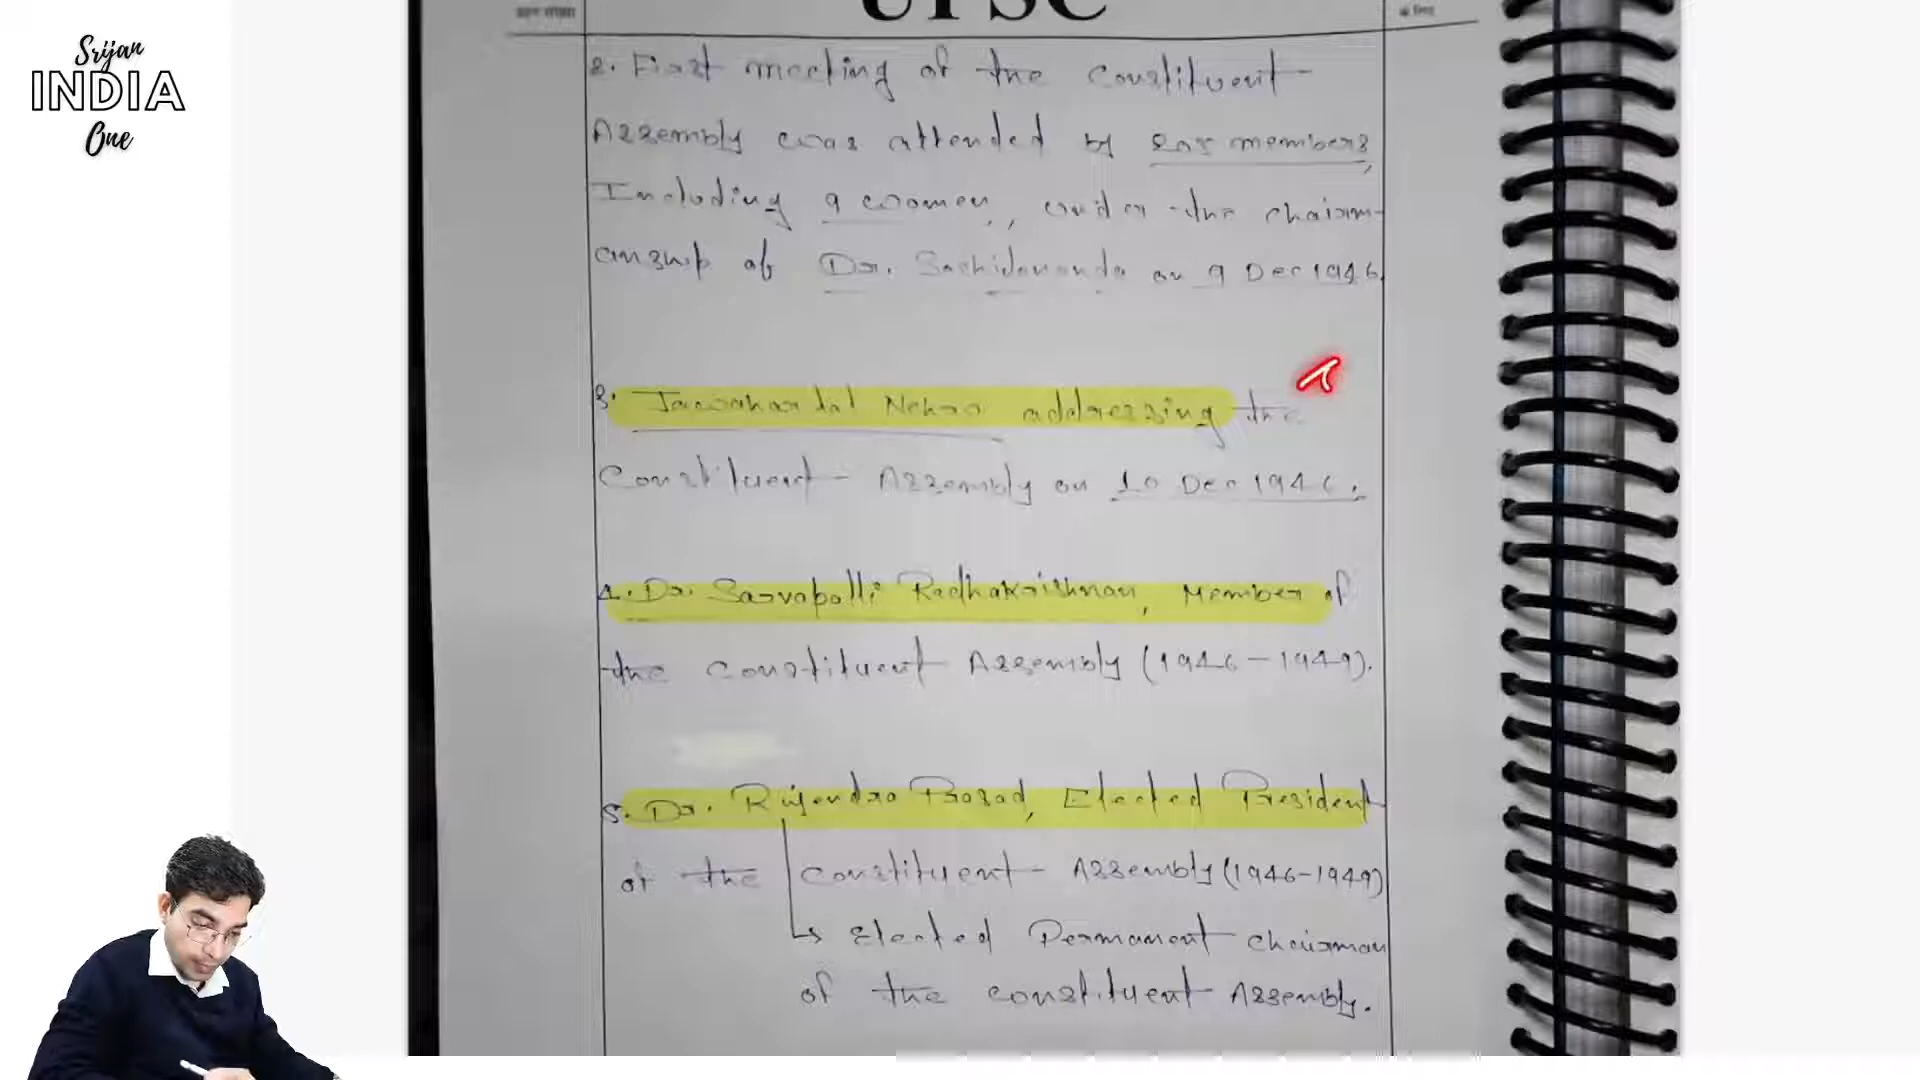 Srijan
INDIA
One
UPSC
2. First meeting of the Constituent
Assembly was attended by members,
Including 9 women, under the chairm-
anship of Dr. Sachidananda on 9 Dec 1946.
3. Jawahar lal Nehru addressing the
Constituent Assembly on 10 Dec 1946.
4. Dr. Sarvapalli Radhakrishnan, Member of
the Constituent Assembly (1946-1949).
5. Dr. Rajendra Prasad, Elected President
of the Constituent Assembly (1946-1949)
↳ Elected Permanent chairman
of the constituent Assembly.